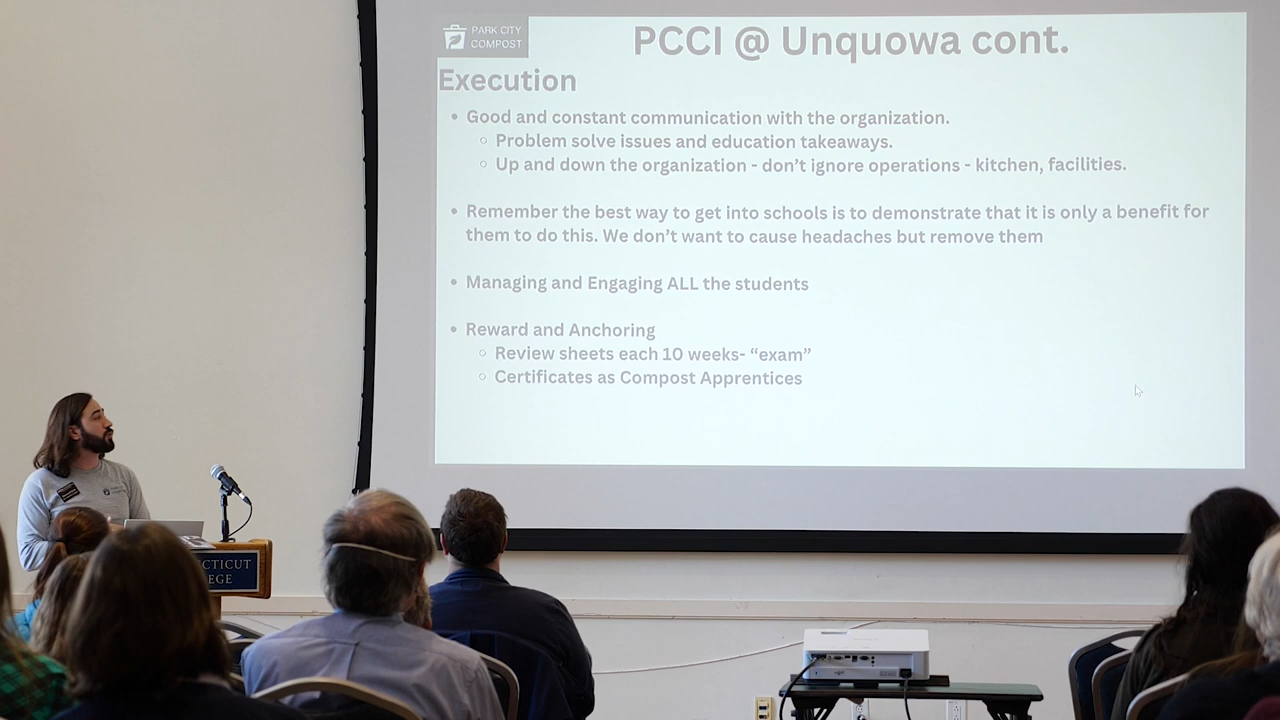 PARK CITY
COMPOST
PCCI @ Unquowa cont.
Execution
• Good and constant communication with the organization.
○ Problem solve issues and education takeaways.
○ Up and down the organization - don’t ignore operations - kitchen, facilities.
• Remember the best way to get into schools is to demonstrate that it is only a benefit for
them to do this. We don’t want to cause headaches but remove them
• Managing and Engaging ALL the students
• Reward and Anchoring
○ Review sheets each 10 weeks- “exam”
○ Certificates as Compost Apprentices
CTICUT
EGE